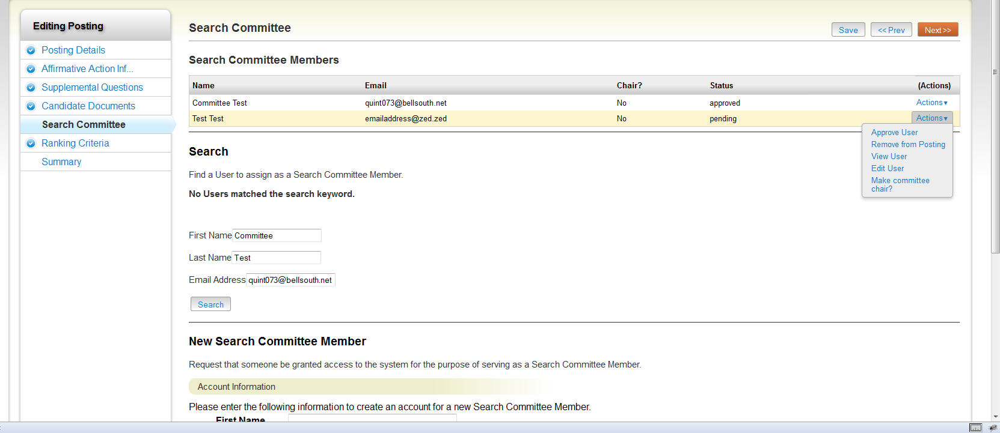 Editing Posting
Posting Details
Affirmative Action Inf...
Supplemental Questions
Candidate Documents
Search Committee
Ranking Criteria
Summary
Search Committee
Save
<< Prev
Next >>
Search Committee Members
Name Email Chair? Status (Actions)
Committee Test quint073@bellsouth.net No approved Actions▼
Test Test emailaddress@zed.zed No pending Actions▼
Approve User
Remove from Posting
View User
Edit User
Make committee
chair?
Search
Find a User to assign as a Search Committee Member.
No Users matched the search keyword.
First Name Committee
Last Name Test
Email Address quint073@bellsouth.net
Search
New Search Committee Member
Request that someone be granted access to the system for the purpose of serving as a Search Committee Member.
Account Information
Please enter the following information to create an account for a new Search Committee Member.
First Name